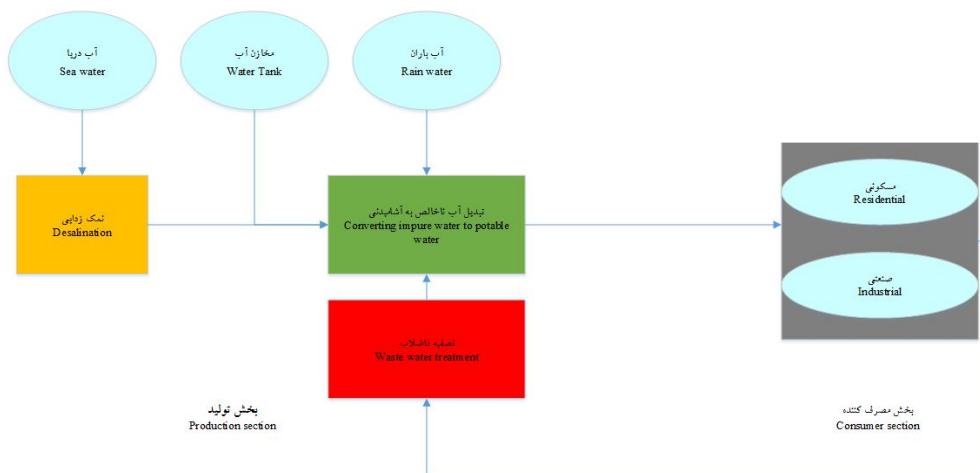 آب دریا
Sea water
مخازن آب
Water Tank
آب باران
Rain water
نمک زدایی
Desalination
تبدیل آب ناخالص به آشامیدنی
Converting impure water to potable
water
مسکونی
Residential
صنعتی
Industrial
تصفیه فاضلاب
Waste water treatment
بخش تولید
Production section
بخش مصرف کننده
Consumer section